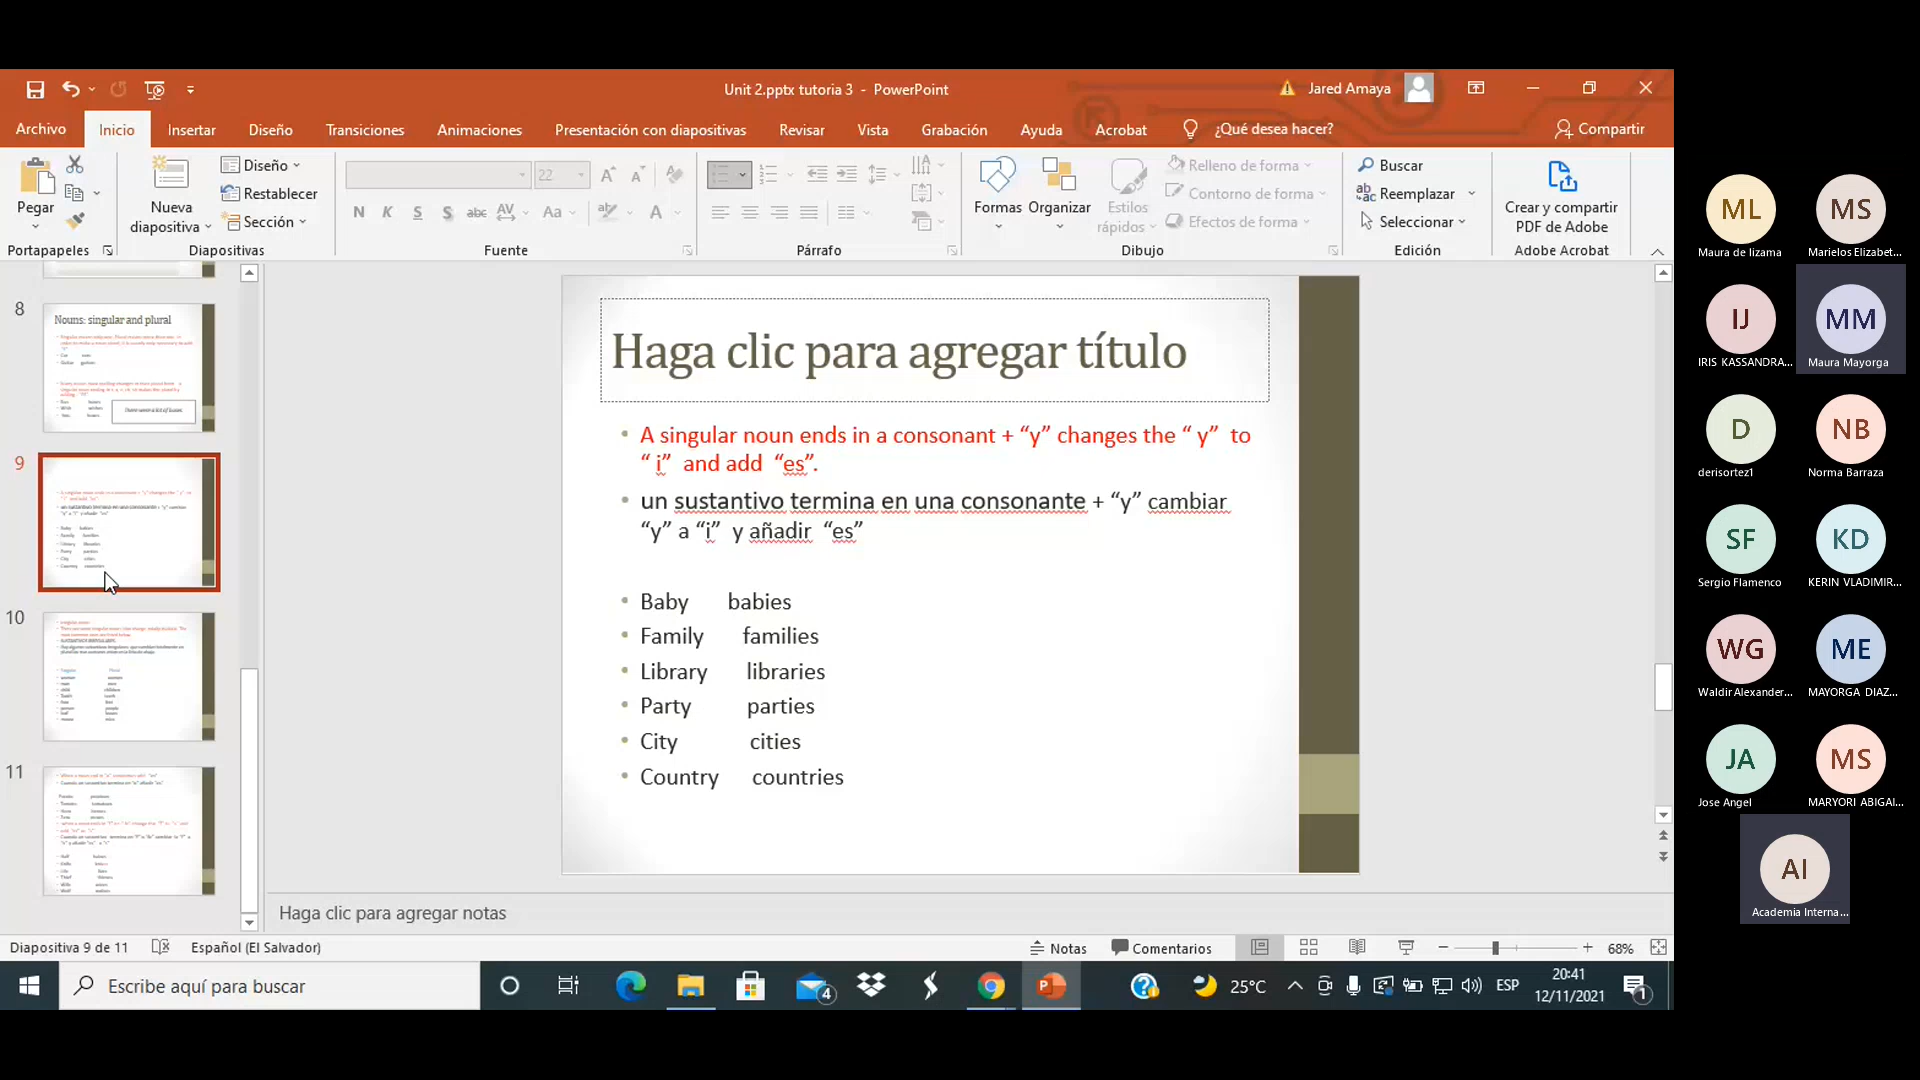 Unit 2.pptx tutoria 3 - PowerPoint
Jared Amaya
Archivo
Inicio
Insertar
Diseño
Transiciones
Animaciones
Presentación con diapositivas
Revisar
Vista
Grabación
Ayuda
Acrobat
¿Qué desea hacer?
Compartir
Pegar
Nueva
diapositiva
Diseño
Restablecer
Sección
22
N K S S abc AV Aa A
Formas
Organizar
Estilos
rápidos
Relleno de forma
Contorno de forma
Efectos de forma
Buscar
Reemplazar
Seleccionar
Crear y compartir
PDF de Adobe
Portapapeles
Diapositivas
Fuente
Párrafo
Dibujo
Edición
Adobe Acrobat
8
Nouns: singular and plural
9
10
11
Haga clic para agregar título
• A singular noun ends in a consonant + “y” changes the “ y” to
“ i” and add “es”.
• un sustantivo termina en una consonante + “y” cambiar
“y” a “i” y añadir “es”
• Baby babies
• Family families
• Library libraries
• Party parties
• City cities
• Country countries
Haga clic para agregar notas
Diapositiva 9 de 11
Español (El Salvador)
Notas
Comentarios
68%
Escribe aquí para buscar
4
25°C
ESP
20:41
12/11/2021
1
ML
Maura de lizama
MS
Marielos Elizabet...
IJ
IRIS KASSANDRA...
MM
Maura Mayorga
D
derisortez1
NB
Norma Barraza
SF
Sergio Flamenco
KD
KERIN VLADIMIR...
WG
Waldir Alexander...
ME
MAYORGA DIAZ...
JA
Jose Angel
MS
MARYORI ABIGAI...
AI
Academia Interna...